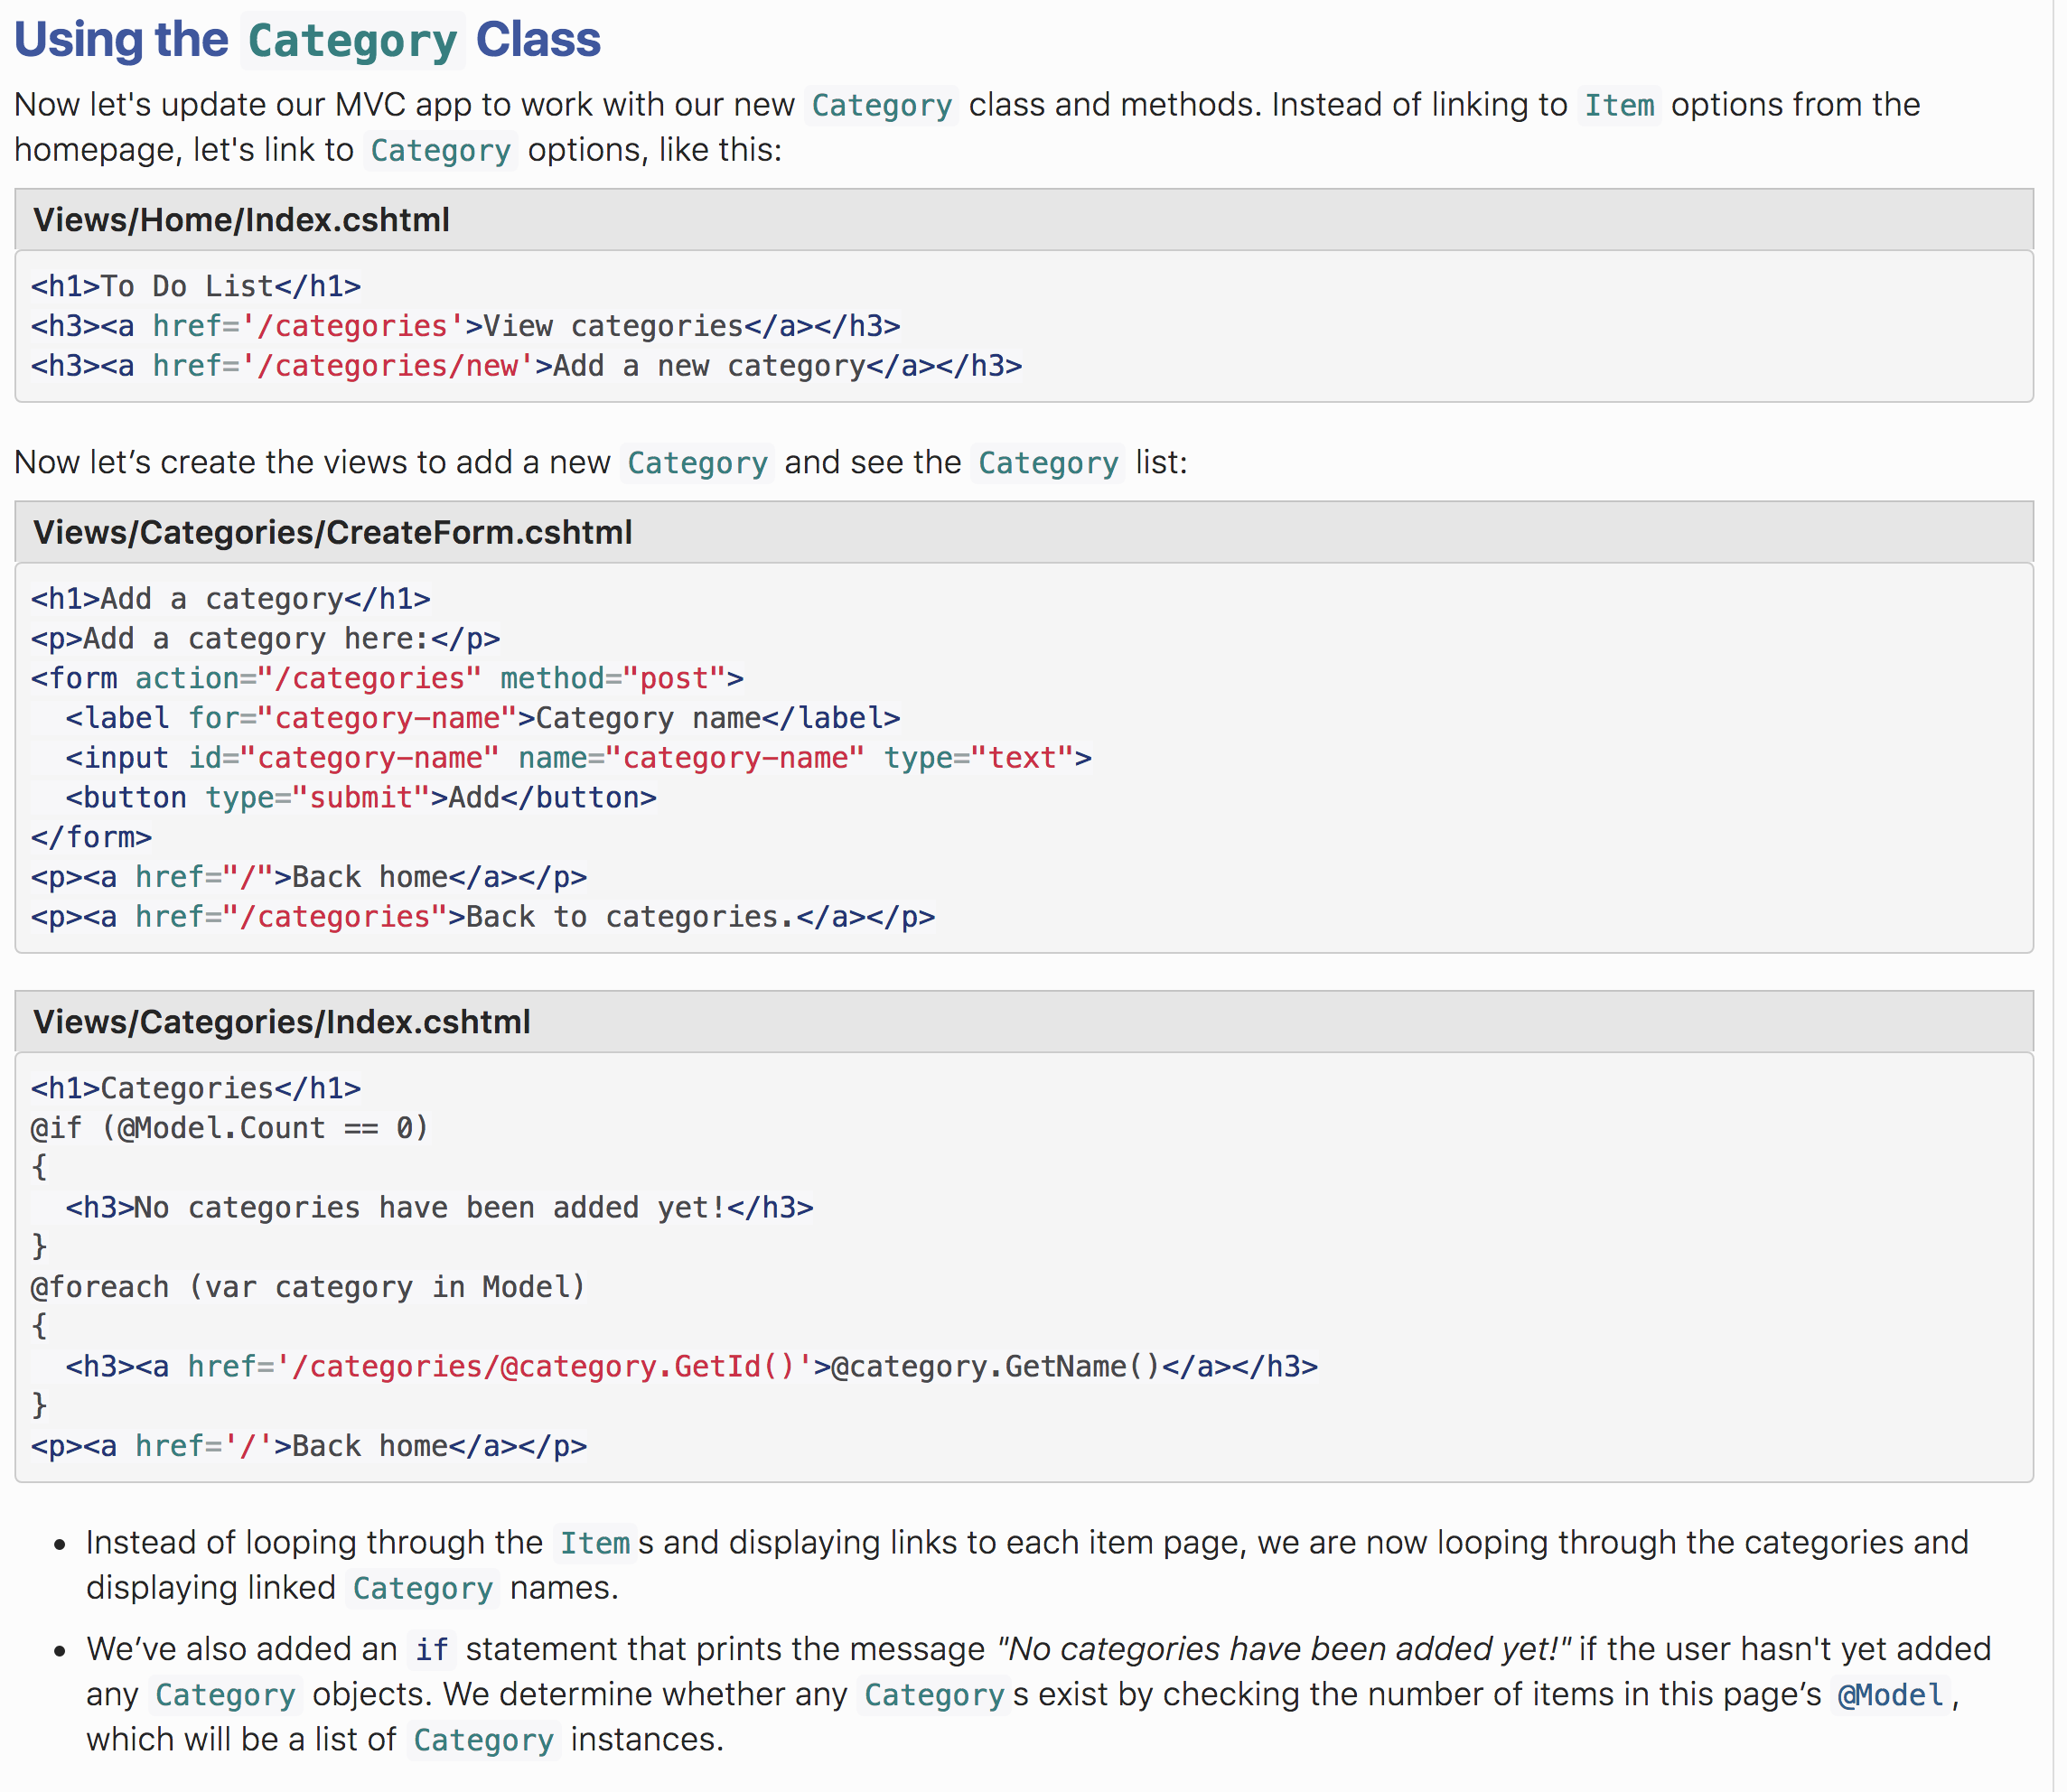 Using the Category Class
Now let's update our MVC app to work with our new Category class and methods. Instead of linking to Item options from the
homepage, let's link to Category options, like this:
Views/Home/Index.cshtml
<h1>To Do List</h1>
<h3><a href='/categories'>View categories</a></h3>
<h3><a href='/categories/new'>Add a new category</a></h3>
Now let’s create the views to add a new Category and see the Category list:
Views/Categories/CreateForm.cshtml
<h1>Add a category</h1>
<p>Add a category here:</p>
<form action="/categories" method="post">
  <label for="category-name">Category name</label>
  <input id="category-name" name="category-name" type="text">
  <button type="submit">Add</button>
</form>
<p><a href="/">Back home</a></p>
<p><a href="/categories">Back to categories.</a></p>
Views/Categories/Index.cshtml
<h1>Categories</h1>
@if (@Model.Count == 0)
{
  <h3>No categories have been added yet!</h3>
}
@foreach (var category in Model)
{
  <h3><a href='/categories/@category.GetId()'>@category.GetName()</a></h3>
}
<p><a href='/'>Back home</a></p>
• Instead of looping through the Items and displaying links to each item page, we are now looping through the categories and
displaying linked Category names.
• We’ve also added an if statement that prints the message "No categories have been added yet!" if the user hasn't yet added
any Category objects. We determine whether any Categorys exist by checking the number of items in this page’s @Model,
which will be a list of Category instances.